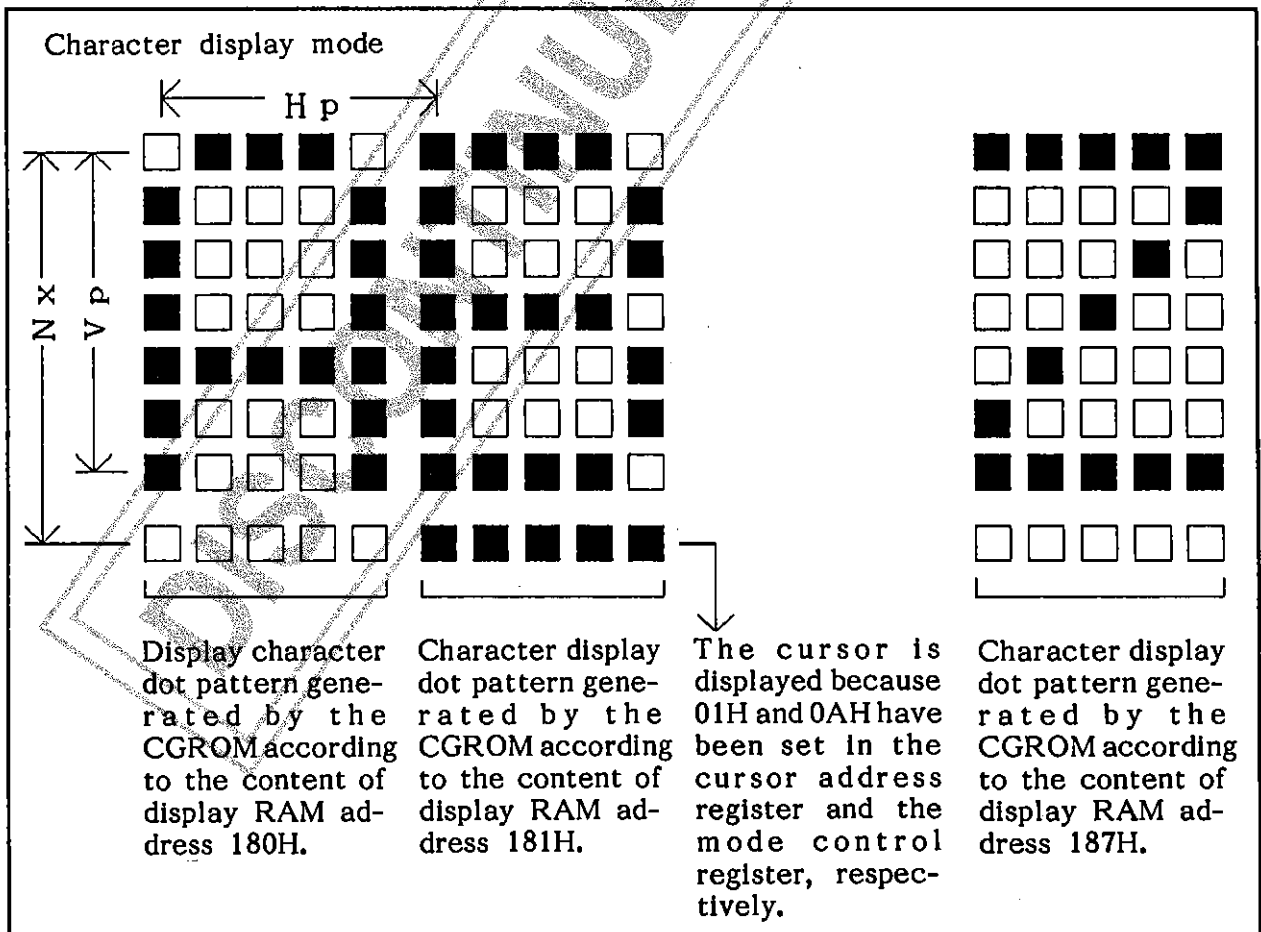 Character display mode
Hp
Nx
Vp
DISCONTINUE
Display character
dot pattern gene-
rated by the
CGROM according
to the content of
display RAM ad-
dress 180H.
Character display
dot pattern gene-
rated by the
CGROM according
to the content of
display RAM ad-
dress 181H.
The cursor is
displayed because
01H and 0AH have
been set in the
cursor address
register and the
mode control
register, respec-
tively.
Character display
dot pattern gene-
rated by the
CGROM according
to the content of
display RAM ad-
dress 187H.